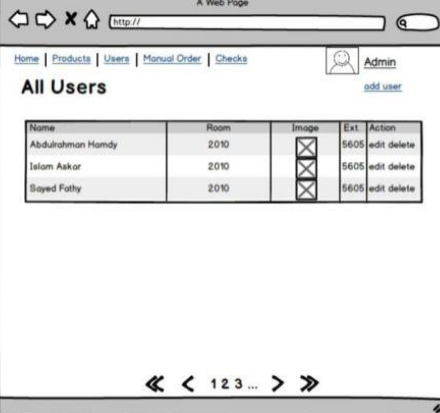 A Web Page
http://
Home | Products | Users | Manual Order | Checks
Admin
All Users
add user
Name Room Image Ext. Action
Abdulrahman Hamdy 2010 5605 edit delete
Islam Askar 2010 5605 edit delete
Sayed Fathy 2010 5605 edit delete
1 2 3 ...